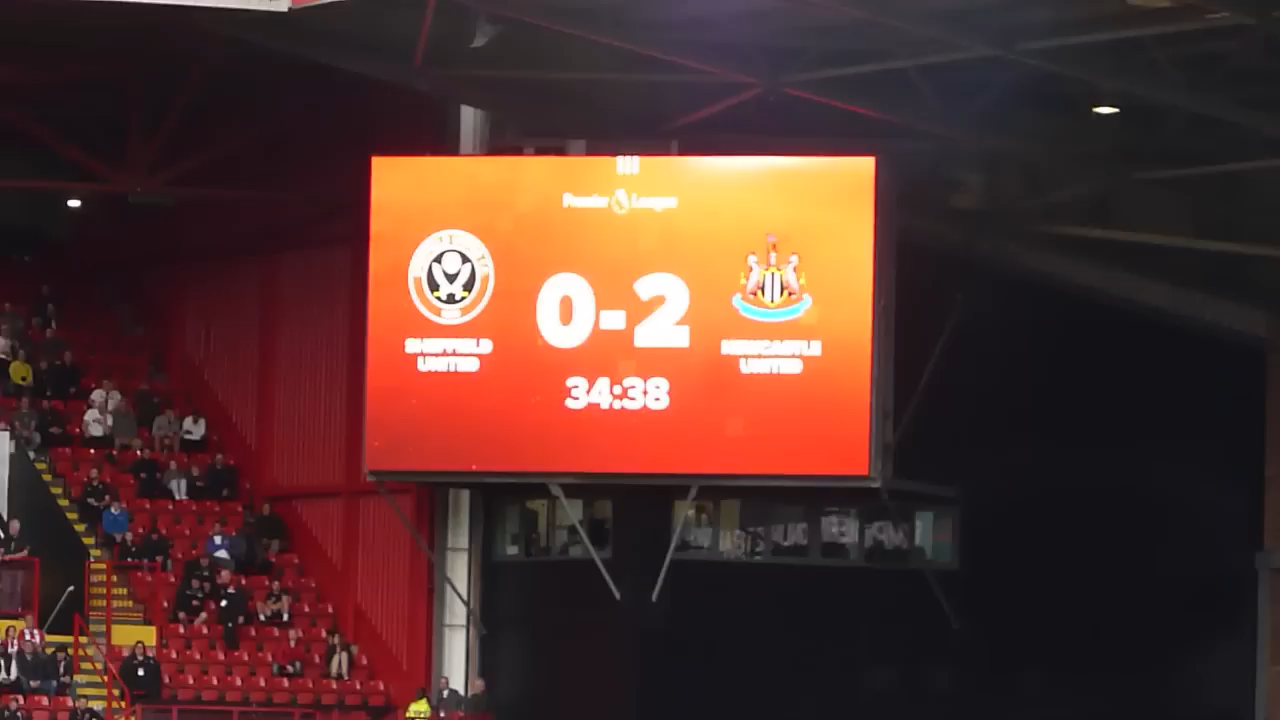 Premier League
SHEFFIELD
UNITED
0-2
NEWCASTLE
UNITED
34:38